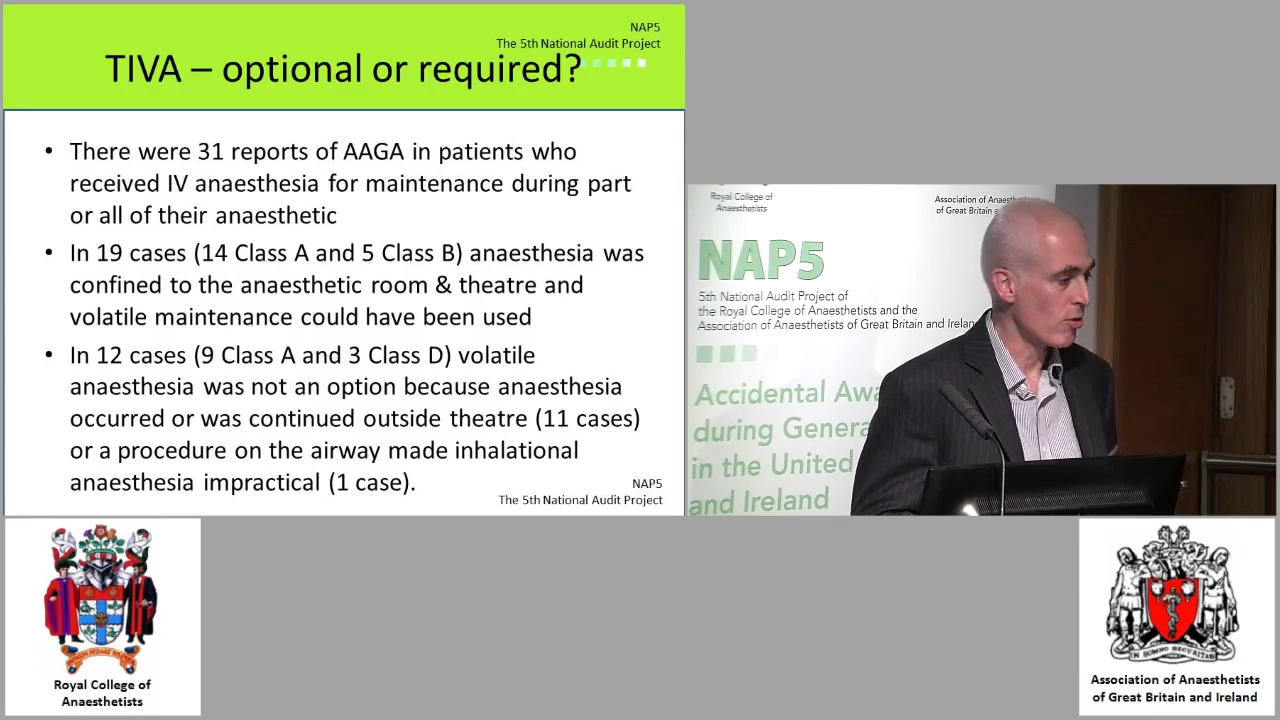 NAP5
The 5th National Audit Project
TIVA – optional or required?
• There were 31 reports of AAGA in patients who
received IV anaesthesia for maintenance during part
or all of their anaesthetic
• In 19 cases (14 Class A and 5 Class B) anaesthesia was
confined to the anaesthetic room & theatre and
volatile maintenance could have been used
• In 12 cases (9 Class A and 3 Class D) volatile
anaesthesia was not an option because anaesthesia
occurred or was continued outside theatre (11 cases)
or a procedure on the airway made inhalational
anaesthesia impractical (1 case).
NAP5
The 5th National Audit Project
Royal College of
Anaesthetists
Association of Anaesthe
of Great Britain a
NAP5
5th National Audit Project of
the Royal College of Anaesthetists and the
Association of Anaesthetists of Great Britain and Irelan
Accidental Awa
during Genera
in the United
and Ireland
Royal College of
Anaesthetists
Association of Anaesthetists
of Great Britain and Ireland